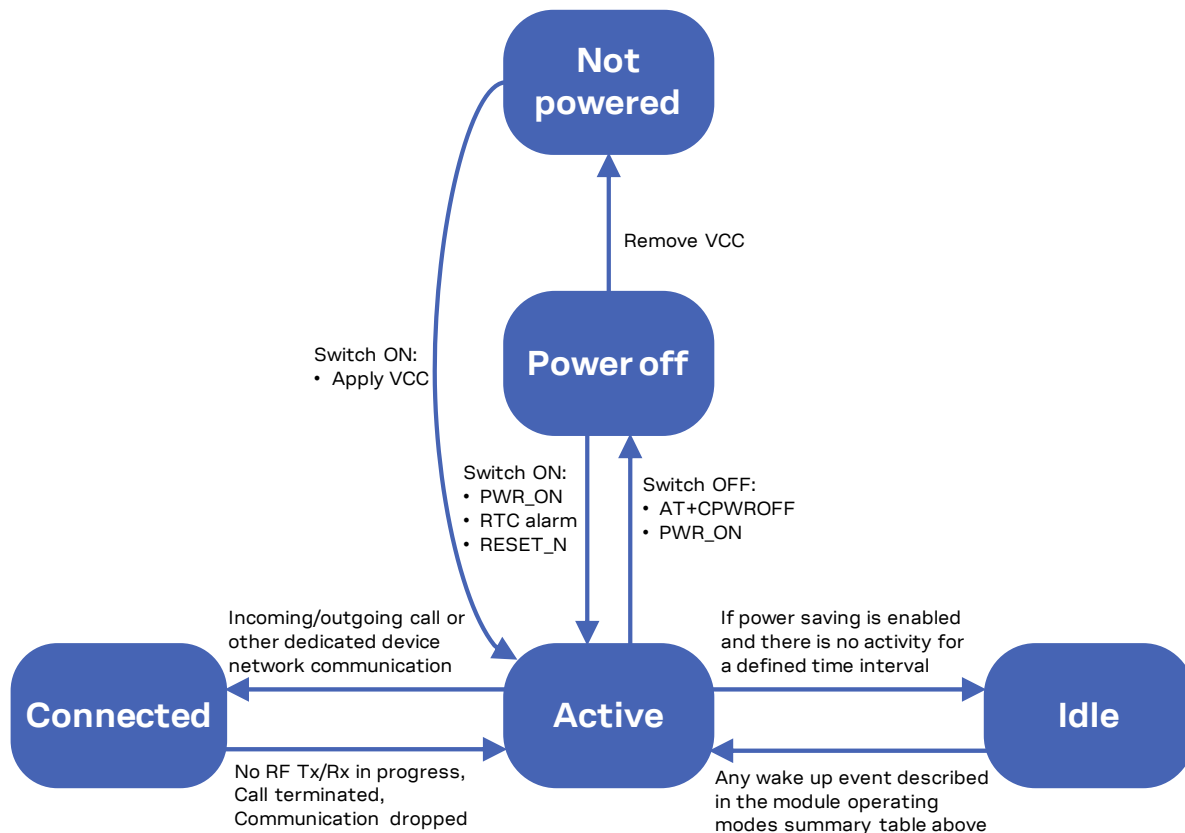 Not
powered
Remove VCC
Switch ON:
• Apply VCC
Power off
Switch ON:
• PWR_ON
• RTC alarm
• RESET_N
Switch OFF:
• AT+CPWROFF
• PWR_ON
Incoming/outgoing call or
other dedicated device
network communication
If power saving is enabled
and there is no activity for
a defined time interval
Connected
Active
Idle
No RF Tx/Rx in progress,
Call terminated,
Communication dropped
Any wake up event described
in the module operating
modes summary table above